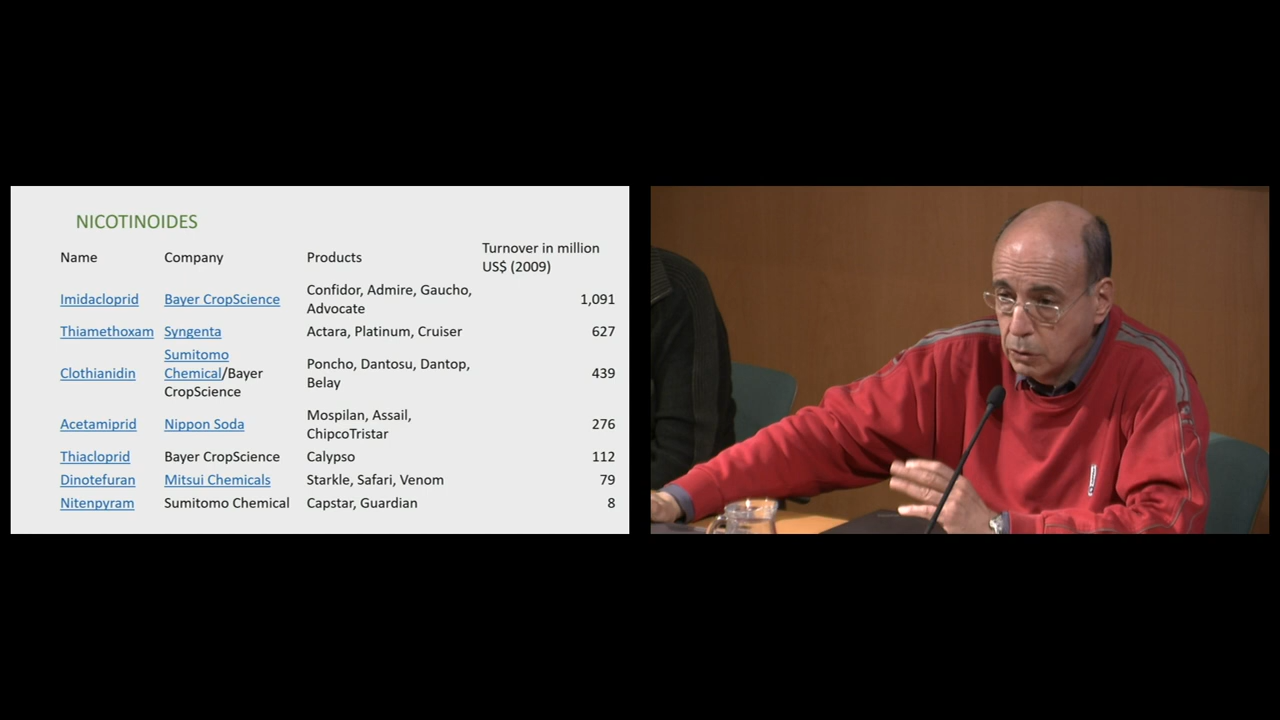 NICOTINOIDES
Name Company Products Turnover in million
US$ (2009)
Imidacloprid Bayer CropScience Confidor, Admire, Gaucho,
Advocate 1,091
Thiamethoxam Syngenta Actara, Platinum, Cruiser 627
Clothianidin Sumitomo
Chemical/Bayer
CropScience Poncho, Dantosu, Dantop,
Belay 439
Acetamiprid Nippon Soda Mospilan, Assail,
ChipcoTristar 276
Thiacloprid Bayer CropScience Calypso 112
Dinotefuran Mitsui Chemicals Starkle, Safari, Venom 79
Nitenpyram Sumitomo Chemical Capstar, Guardian 8